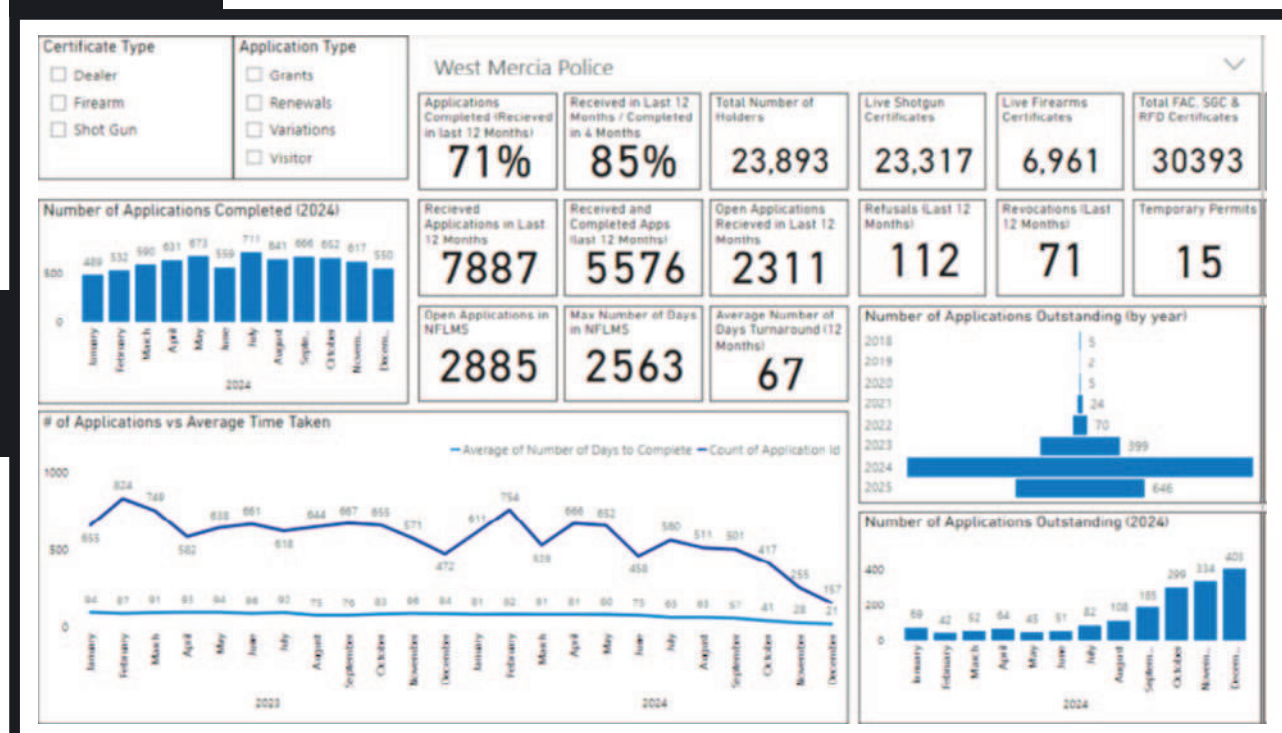 Certificate Type
Dealer
Firearm
Shot Gun
Application Type
Grants
Renewals
Variations
Visitor
West Mercia Police
Applications
Completed (Recieved
in last 12 Months)
71%
Received in Last 12
Months / Completed
in 4 Months
85%
Total Number of
Holders
23,893
Live Shotgun
Certificates
23,317
Live Firearms
Certificates
6,961
Total FAC, SGC &
RFD Certificates
30393
Number of Applications Completed (2024)
489 532 590 631 673 559 711 641 666 652 617 550
500
0
January February March April May June July August Septe... October Novem... Decem...
2024
Recieved
Applications in Last
12 Months
7887
Received and
Completed Apps
(last 12 Months)
5576
Open Applications
Recieved in Last 12
Months
2311
Refusals (Last 12
Months)
112
Revocations (Last
12 Months)
71
Temporary Permits
15
Open Applications in
NFLMS
2885
Max Number of Days
in NFLMS
2563
Average Number of
Days Turnaround (12
Months)
67
Number of Applications Outstanding (by year)
2018 5
2019 2
2020 5
2021 24
2022 70
2023 399
2024
2025 646
# of Applications vs Average Time Taken
Average of Number of Days to Complete Count of Application Id
1000
500
0
655 824 749 582 638 661 618 644 667 655 571 472 611 754 666 652 458 560 511 501 417 255 157
94 87 91 93 94 92 75 76 83 84 81 82 81 81 75 57 41 28 21
January February March April May June July August September October November December January February March April May June July August September October November December
2023 2024
Number of Applications Outstanding (2024)
400
200
0
69 42 52 64 45 51 82 108 185 299 334 403
January February March April May June July August Septem... October Novem... Decem...
2024